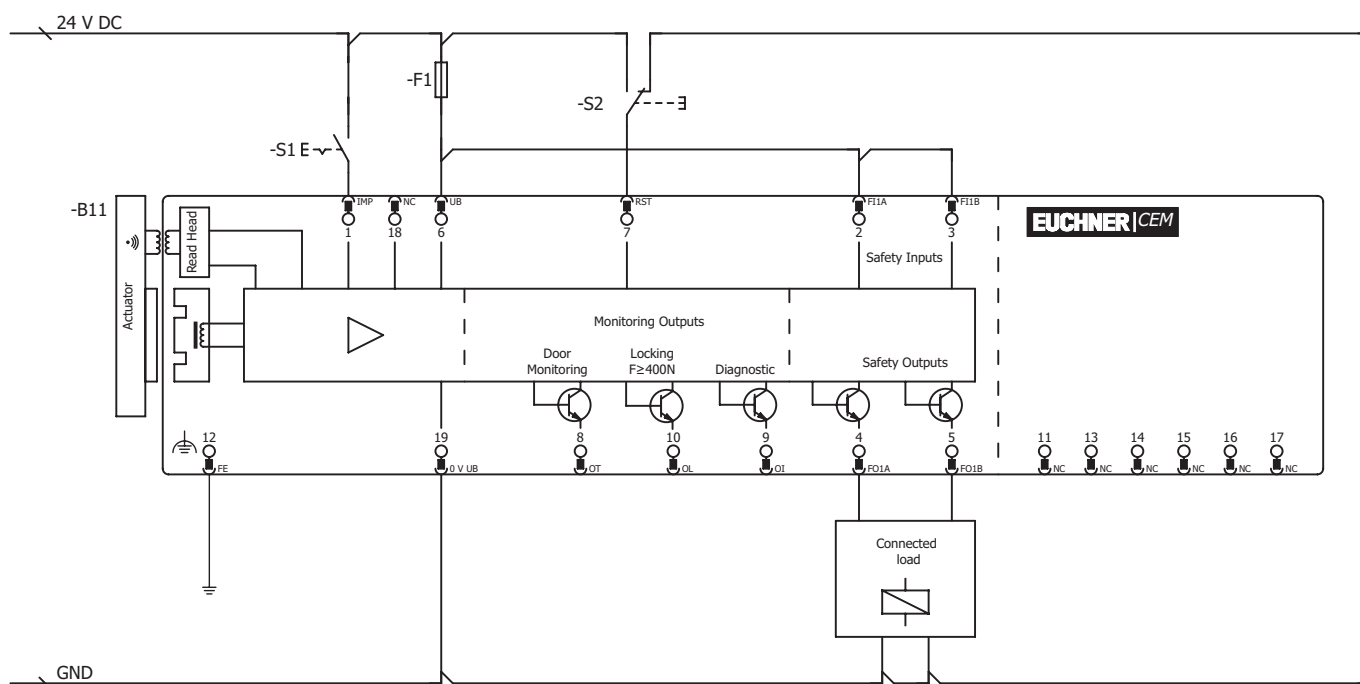 24 V DC
-F1
-S2
-S1
-B11
IMP
NC
UB
RST
FI1A
FI1B
1
18
6
7
2
3
EUCHNER CEM
Read Head
Actuator
Safety Inputs
Monitoring Outputs
Door
Monitoring
Locking
F≥400N
Diagnostic
Safety Outputs
12
19
8
10
9
4
5
11
13
14
15
16
17
FE
0 V UB
OT
OL
OI
FO1A
FO1B
NC
NC
NC
NC
NC
NC
Connected
load
GND